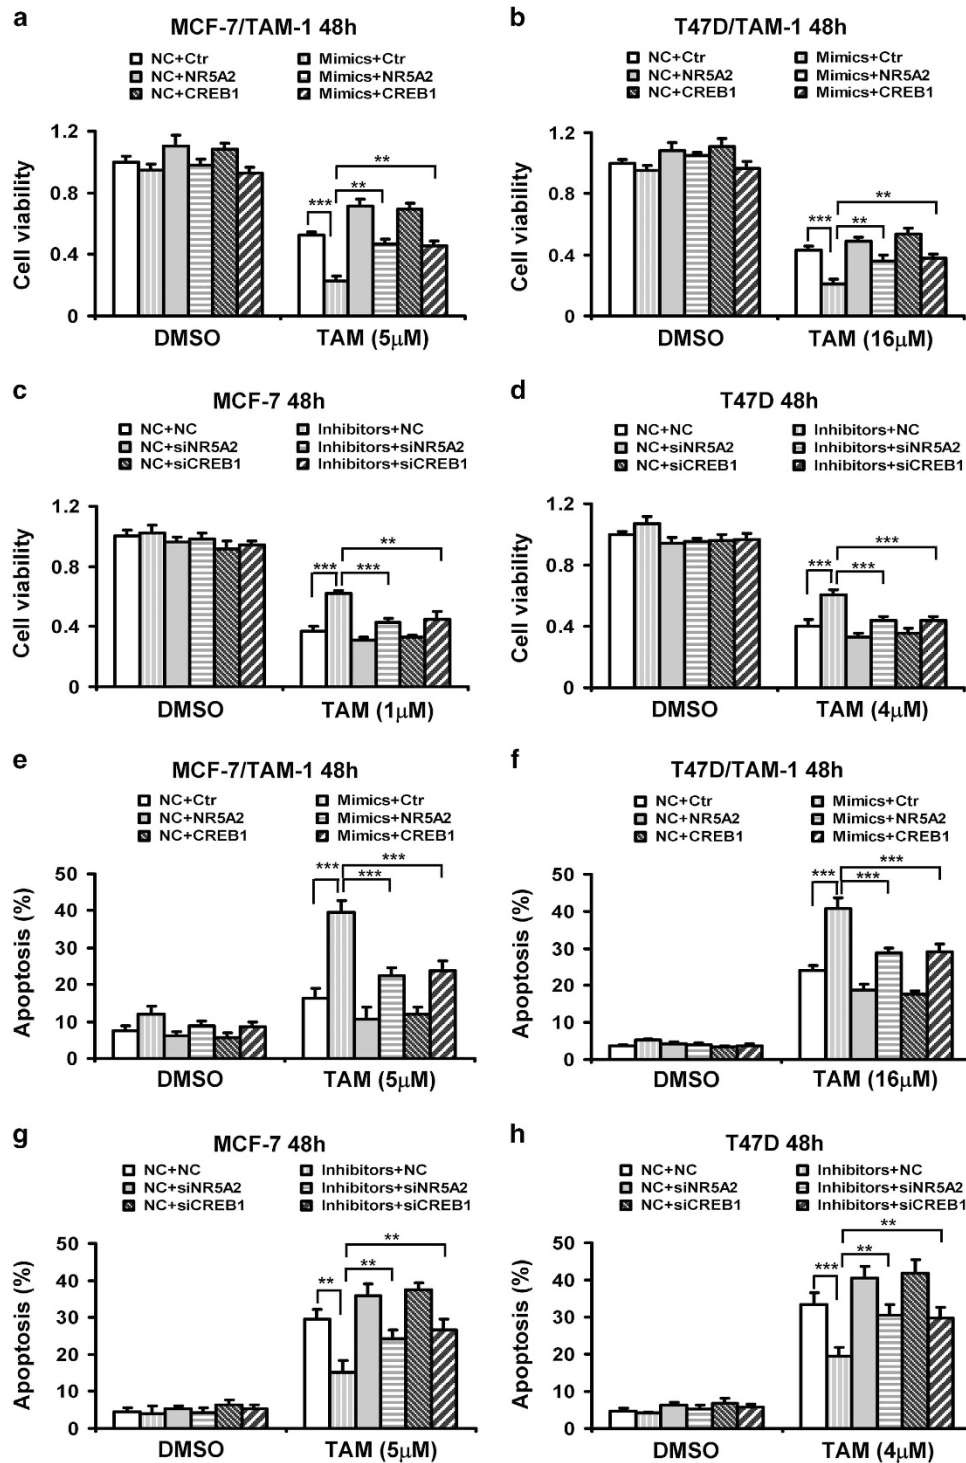 a
MCF-7/TAM-1 48h
NC+Ctr Mimics+Ctr
NC+NR5A2 Mimics+NR5A2
NC+CREB1 Mimics+CREB1
Cell viability
1.2
0.8
0.4
0
*** ** **
DMSO TAM (5μM)
b
T47D/TAM-1 48h
NC+Ctr Mimics+Ctr
NC+NR5A2 Mimics+NR5A2
NC+CREB1 Mimics+CREB1
Cell viability
1.2
0.8
0.4
0
*** ** **
DMSO TAM (16μM)
c
MCF-7 48h
NC+NC Inhibitors+NC
NC+siNR5A2 Inhibitors+siNR5A2
NC+siCREB1 Inhibitors+siCREB1
Cell viability
1.2
0.8
0.4
0
*** *** **
DMSO TAM (1μM)
d
T47D 48h
NC+NC Inhibitors+NC
NC+siNR5A2 Inhibitors+siNR5A2
NC+siCREB1 Inhibitors+siCREB1
Cell viability
1.2
0.8
0.4
0
*** *** ***
DMSO TAM (4μM)
e
MCF-7/TAM-1 48h
NC+Ctr Mimics+Ctr
NC+NR5A2 Mimics+NR5A2
NC+CREB1 Mimics+CREB1
Apoptosis (%)
50
40
30
20
10
0
*** *** ***
DMSO TAM (5μM)
f
T47D/TAM-1 48h
NC+Ctr Mimics+Ctr
NC+NR5A2 Mimics+NR5A2
NC+CREB1 Mimics+CREB1
Apoptosis (%)
50
40
30
20
10
0
*** *** ***
DMSO TAM (16μM)
g
MCF-7 48h
NC+NC Inhibitors+NC
NC+siNR5A2 Inhibitors+siNR5A2
NC+siCREB1 Inhibitors+siCREB1
Apoptosis (%)
50
40
30
20
10
0
** ** **
DMSO TAM (5μM)
h
T47D 48h
NC+NC Inhibitors+NC
NC+siNR5A2 Inhibitors+siNR5A2
NC+siCREB1 Inhibitors+siCREB1
Apoptosis (%)
50
40
30
20
10
0
*** ** **
DMSO TAM (4μM)